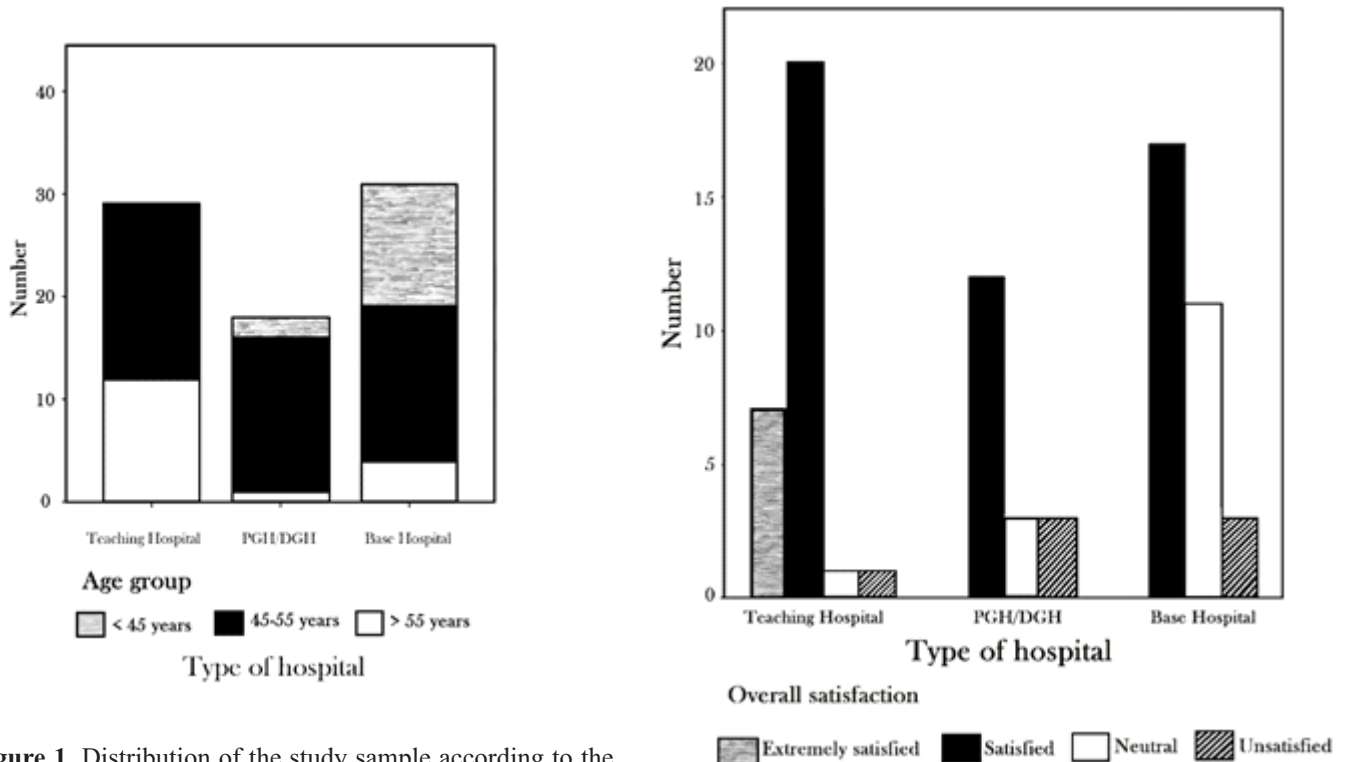 40
30
20
10
0
Number
Teaching Hospital PGH/DGH Base Hospital
Age group
< 45 years 45-55 years > 55 years
Type of hospital
gure 1. Distribution of the study sample according to the
20
15
10
5
0
Number
Teaching Hospital PGH/DGH Base Hospital
Type of hospital
Overall satisfaction
Extremely satisfied Satisfied Neutral Unsatisfied